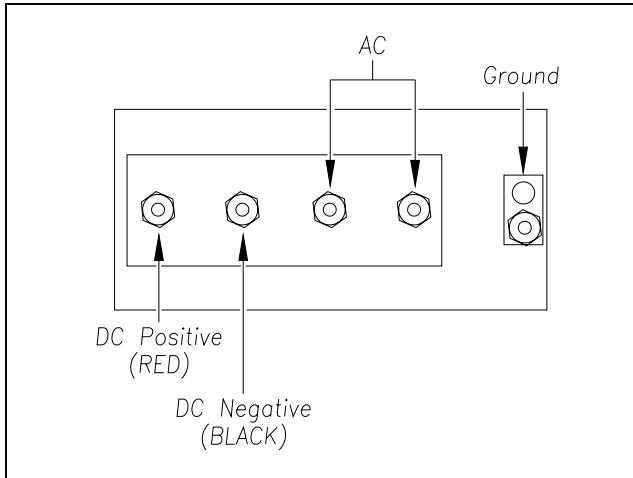 AC
Ground
DC Positive
(RED)
DC Negative
(BLACK)